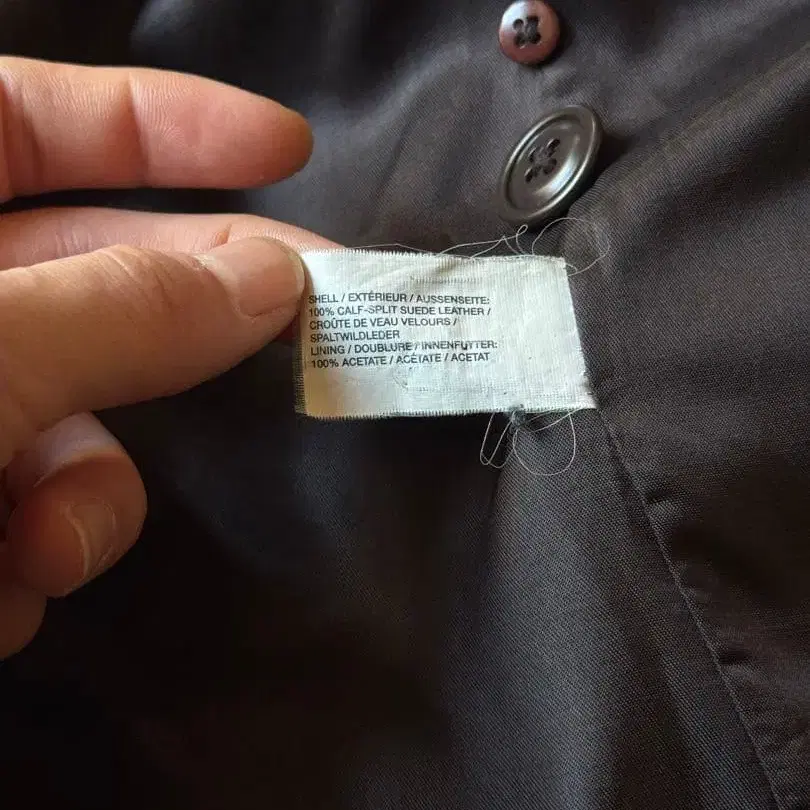 SHELL / EXTÉRIEUR / AUSSENSEITE:
100% CALF-SPLIT SUEDE LEATHER /
CROÛTE DE VEAU VELOURS /
SPALTWILDLEDER
LINING / DOUBLURE / INNENFUTTER:
100% ACETATE / ACÉTATE / ACETAT